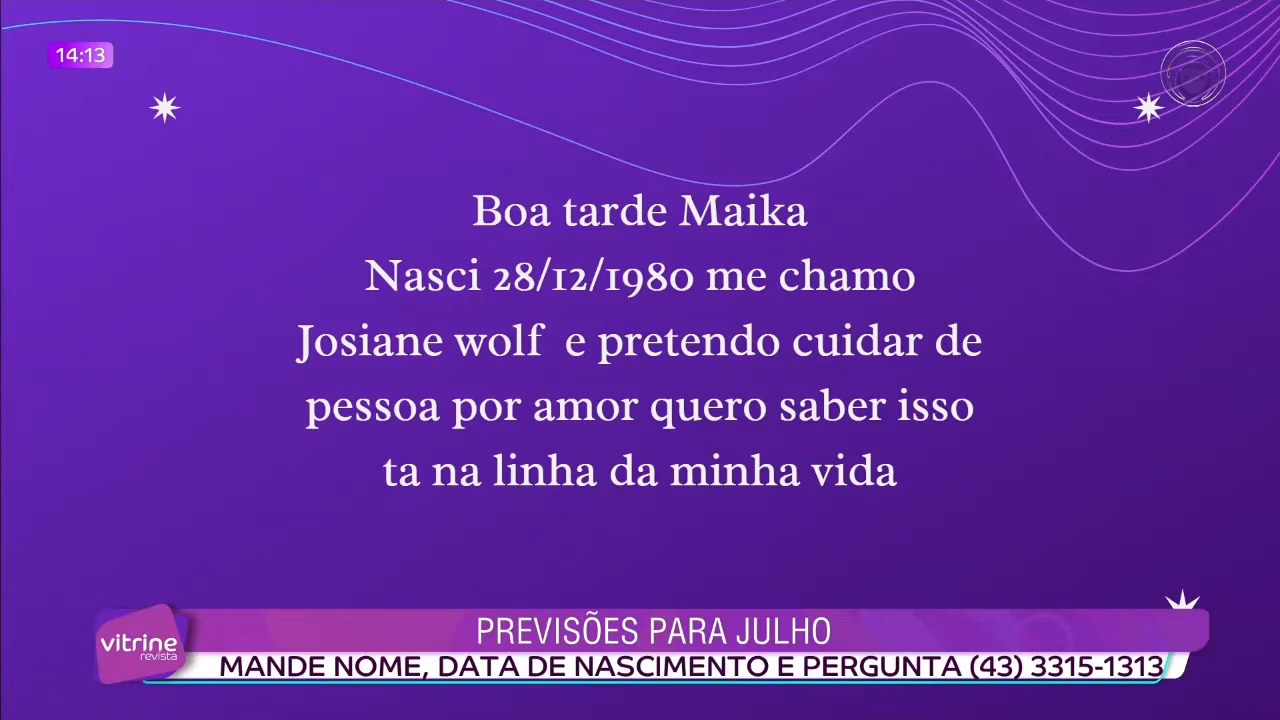 14:13
Boa tarde Maika
Nasci 28/12/1980 me chamo
Josiane wolf e pretendo cuidar de
pessoa por amor quero saber isso
ta na linha da minha vida
PREVISÕES PARA JULHO
vitrine
revista
MANDE NOME, DATA DE NASCIMENTO E PERGUNTA (43) 3315-1313